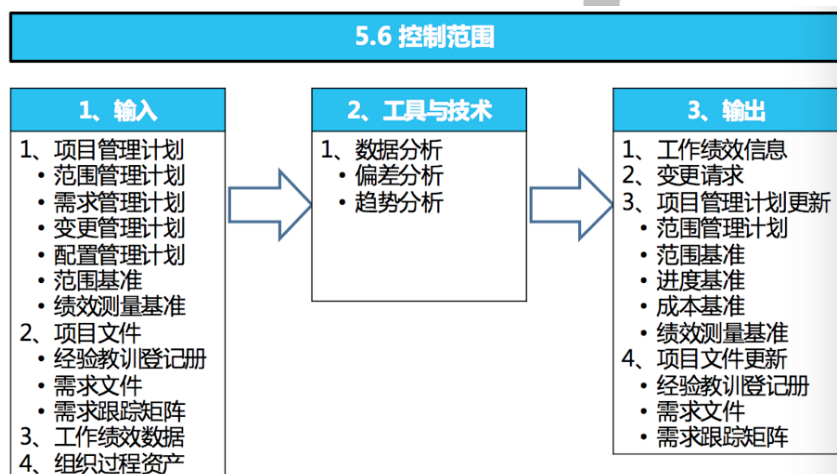 5.6 控制范围
1、输入
1、项目管理计划
• 范围管理计划
• 需求管理计划
• 变更管理计划
• 配置管理计划
• 范围基准
• 绩效测量基准
2、项目文件
• 经验教训登记册
• 需求文件
• 需求跟踪矩阵
3、工作绩效数据
4、组织过程资产
2、工具与技术
1、数据分析
• 偏差分析
• 趋势分析
3、输出
1、工作绩效信息
2、变更请求
3、项目管理计划更新
• 范围管理计划
• 范围基准
• 进度基准
• 成本基准
• 绩效测量基准
4、项目文件更新
• 经验教训登记册
• 需求文件
• 需求跟踪矩阵